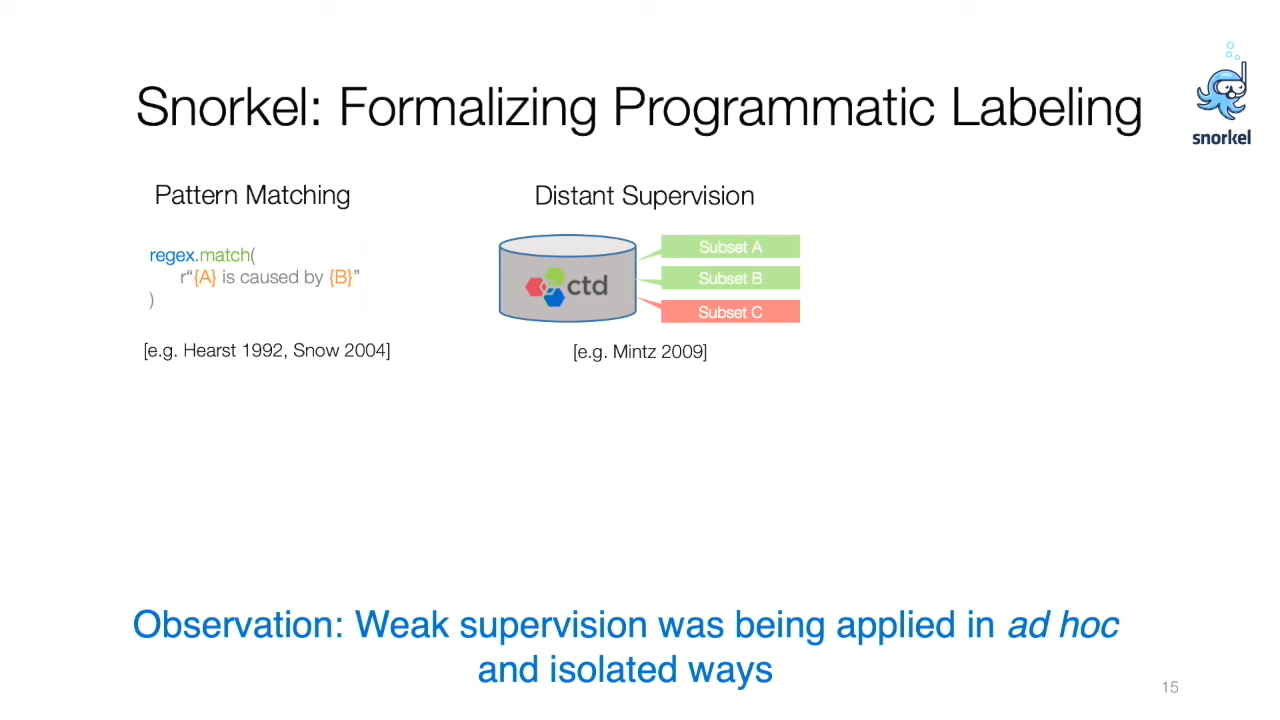 Snorkel: Formalizing Programmatic Labeling
snorkel
Pattern Matching
regex.match(
r“{A} is caused by {B}”
)
[e.g. Hearst 1992, Snow 2004]
Distant Supervision
ctd
Subset A
Subset B
Subset C
[e.g. Mintz 2009]
Observation: Weak supervision was being applied in ad hoc
and isolated ways
15